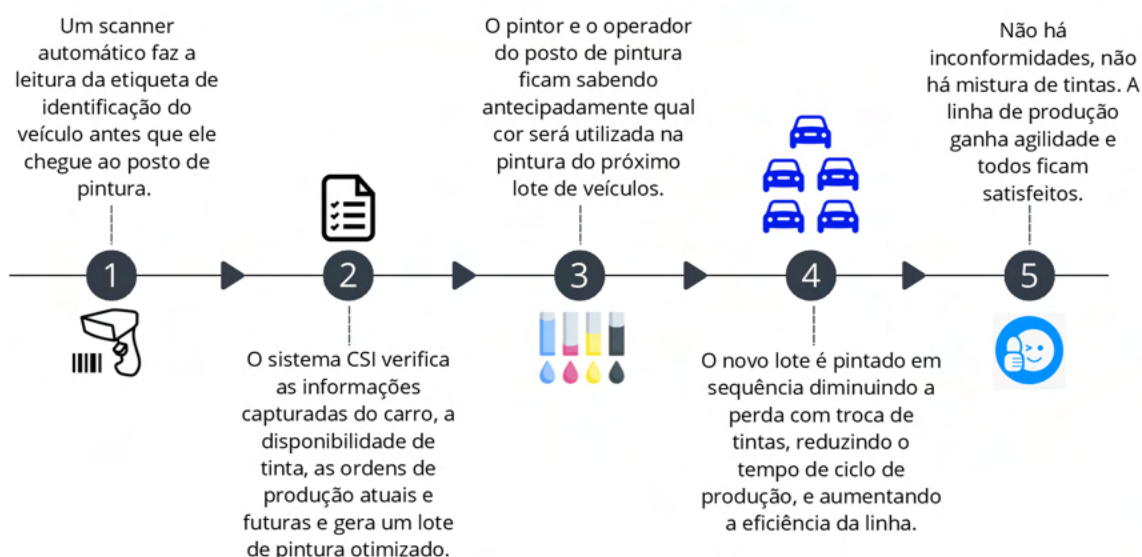 Um scanner
automático faz a
leitura da etiqueta de
identificação do
veículo antes que ele
chegue ao posto de
pintura.
1
2
O sistema CSI verifica
as informações
capturadas do carro, a
disponibilidade de
tinta, as ordens de
produção atuais e
futuras e gera um lote
de pintura otimizado.
O pintor e o operador
do posto de pintura
ficam sabendo
antecipadamente qual
cor será utilizada na
pintura do próximo
lote de veículos.
3
4
O novo lote é pintado em
sequência diminuindo a
perda com troca de
tintas, reduzindo o
tempo de ciclo de
produção, e aumentando
a eficiência da linha.
Não há
inconformidades, não
há mistura de tintas. A
linha de produção
ganha agilidade e
todos ficam
satisfeitos.
5